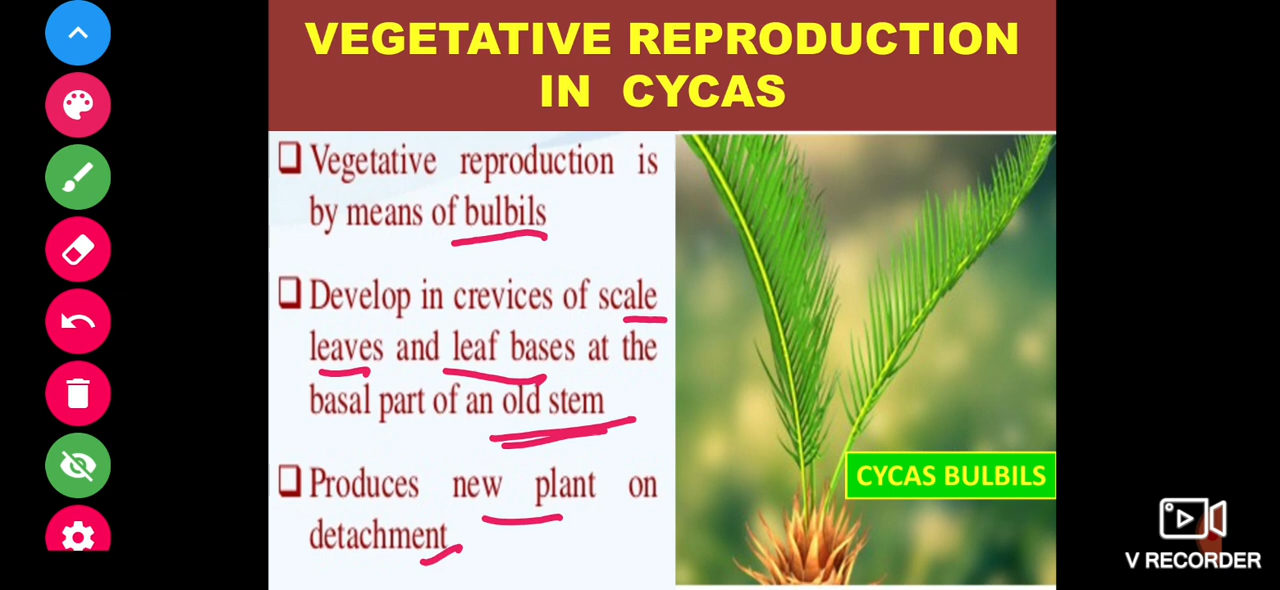 VEGETATIVE REPRODUCTION
IN CYCAS
❑ Vegetative reproduction is
by means of bulbils
❑ Develop in crevices of scale
leaves and leaf bases at the
basal part of an old stem
❑ Produces new plant on
detachment
CYCAS BULBILS
V RECORDER